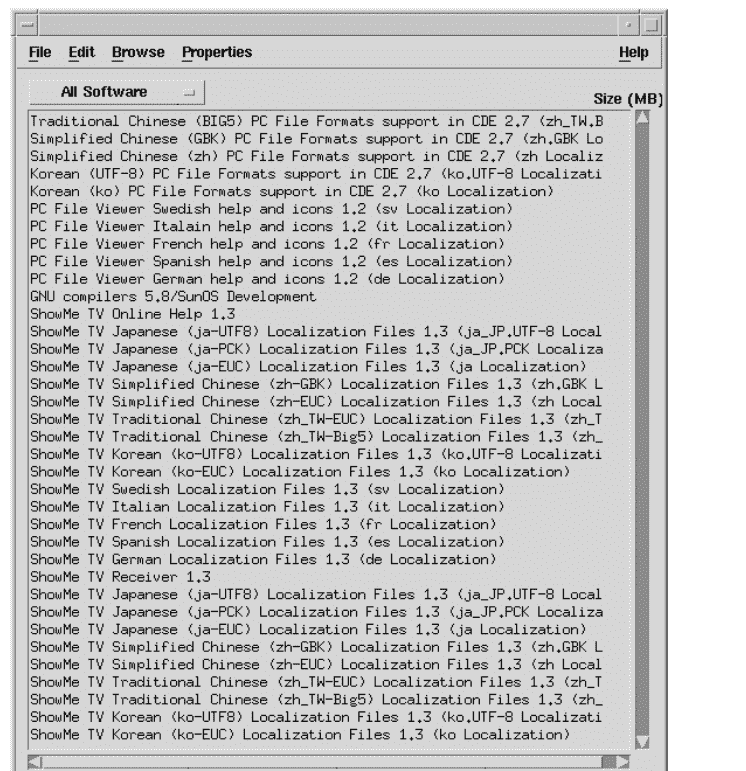 File Edit Browse Properties Help
All Software
Size (MB)
Traditional Chinese (BIG5) PC File Formats support in CDE 2.7 (zh_TW.B
Simplified Chinese (GBK) PC File Formats support in CDE 2.7 (zh.GBK Lo
Simplified Chinese (zh) PC File Formats support in CDE 2.7 (zh Localiz
Korean (UTF-8) PC File Formats support in CDE 2.7 (ko.UTF-8 Localizati
Korean (ko) PC File Formats support in CDE 2.7 (ko Localization)
PC File Viewer Swedish help and icons 1.2 (sv Localization)
PC File Viewer Italain help and icons 1.2 (it Localization)
PC File Viewer French help and icons 1.2 (fr Localization)
PC File Viewer Spanish help and icons 1.2 (es Localization)
PC File Viewer German help and icons 1.2 (de Localization)
GNU compilers 5.8/SunOS Development
ShowMe TV Online Help 1.3
ShowMe TV Japanese (ja-UTF8) Localization Files 1.3 (ja_JP.UTF-8 Local
ShowMe TV Japanese (ja-PCK) Localization Files 1.3 (ja_JP.PCK Localiza
ShowMe TV Japanese (ja-EUC) Localization Files 1.3 (ja Localization)
ShowMe TV Simplified Chinese (zh-GBK) Localization Files 1.3 (zh.GBK L
ShowMe TV Simplified Chinese (zh-EUC) Localization Files 1.3 (zh Local
ShowMe TV Traditional Chinese (zh_TW-EUC) Localization Files 1.3 (zh_T
ShowMe TV Traditional Chinese (zh_TW-Big5) Localization Files 1.3 (zh_
ShowMe TV Korean (ko-UTF8) Localization Files 1.3 (ko.UTF-8 Localizati
ShowMe TV Korean (ko-EUC) Localization Files 1.3 (ko Localization)
ShowMe TV Swedish Localization Files 1.3 (sv Localization)
ShowMe TV Italian Localization Files 1.3 (it Localization)
ShowMe TV French Localization Files 1.3 (fr Localization)
ShowMe TV Spanish Localization Files 1.3 (es Localization)
ShowMe TV German Localization Files 1.3 (de Localization)
ShowMe TV Receiver 1.3
ShowMe TV Japanese (ja-UTF8) Localization Files 1.3 (ja_JP.UTF-8 Local
ShowMe TV Japanese (ja-PCK) Localization Files 1.3 (ja_JP.PCK Localiza
ShowMe TV Japanese (ja-EUC) Localization Files 1.3 (ja Localization)
ShowMe TV Simplified Chinese (zh-GBK) Localization Files 1.3 (zh.GBK L
ShowMe TV Simplified Chinese (zh-EUC) Localization Files 1.3 (zh Local
ShowMe TV Traditional Chinese (zh_TW-EUC) Localization Files 1.3 (zh_T
ShowMe TV Traditional Chinese (zh_TW-Big5) Localization Files 1.3 (zh_
ShowMe TV Korean (ko-UTF8) Localization Files 1.3 (ko.UTF-8 Localizati
ShowMe TV Korean (ko-EUC) Localization Files 1.3 (ko Localization)